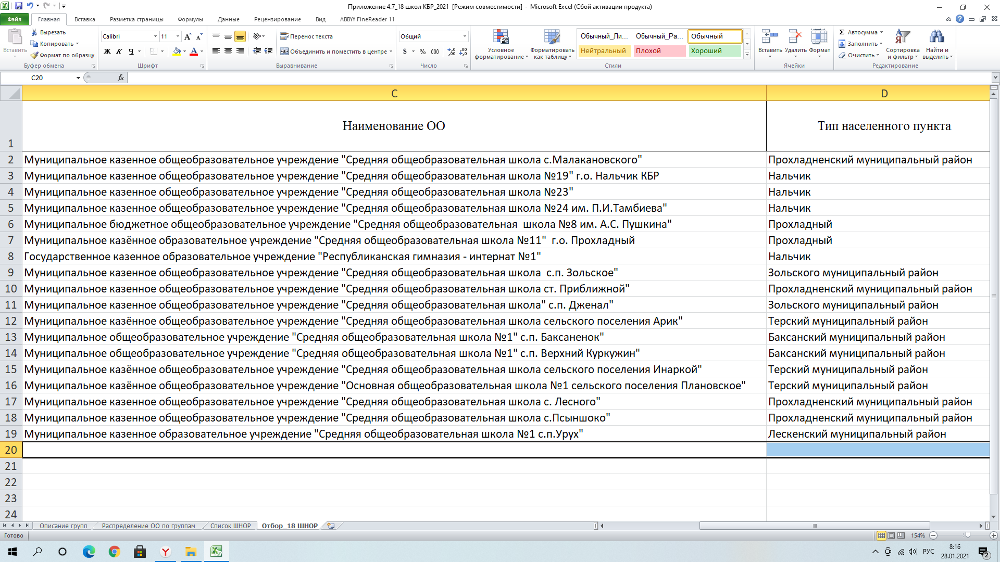 Приложение 4.7_18 школ КБР_2021 [Режим совместимости] - Microsoft Excel (Сбой активации продукта)
Файл Главная Вставка Разметка страницы Формулы Данные Рецензирование Вид ABBYY FineReader 11
Вставить
Вырезать
Копировать
Формат по образцу
Буфер обмена
Calibri 11
Ж К Ч
Шрифт
Перенос текста
Объединить и поместить в центре
Выравнивание
Общий
$ % 000
Число
Условное форматирование
Форматировать как таблицу
Обычный_Ли... Обычный_Ра... Обычный
Нейтральный Плохой Хороший
Стили
Вставить Удалить Формат
Ячейки
Автосумма
Заполнить
Очистить
Сортировка и фильтр
Найти и выделить
Редактирование
C20 fx
C D
1 Наименование ОО Тип населенного пункта
2 Муниципальное казенное общеобразовательное учреждение "Средняя общеобразовательная школа с.Малакановского" Прохладненский муниципальный район
3 Муниципальное казенное общеобразовательное учреждение "Средняя общеобразовательная школа №19" г.о. Нальчик КБР Нальчик
4 Муниципальное казенное общеобразовательное учреждение "Средняя общеобразовательная школа №23" Нальчик
5 Муниципальное казенное общеобразовательное учреждение "Средняя общеобразовательная школа №24 им. П.И.Тамбиева" Нальчик
6 Муниципальное бюджетное общеобразовательное учреждение "Средняя общеобразовательная школа №8 им. А.С. Пушкина" Прохладный
7 Муниципальное казённое образовательное учреждение "Средняя общеобразовательная школа №11" г.о. Прохладный Прохладный
8 Государственное казенное образовательное учреждение "Республиканская гимназия - интернат №1" Нальчик
9 Муниципальное казенное общеобразовательное учреждение "Средняя общеобразовательная школа с.п. Зольское" Зольского муниципальный район
10 Муниципальное казенное общеобразовательное учреждение "Средняя общеобразовательная школа ст. Приближной" Прохладненский муниципальный район
11 Муниципальное казенное общеобразовательное учреждение "Средняя общеобразовательная школа" с.п. Дженал" Зольского муниципальный район
12 Муниципальное казённое общеобразовательное учреждение "Средняя общеобразовательная школа сельского поселения Арик" Терский муниципальный район
13 Муниципальное общеобразовательное учреждение "Средняя общеобразовательная школа №1" с.п. Баксаненок" Баксанский муниципальный район
14 Муниципальное общеобразовательное учреждение "Средняя общеобразовательная школа №1" с.п. Верхний Куркужин" Баксанский муниципальный район
15 Муниципальное казённое общеобразовательное учреждение "Средняя общеобразовательная школа сельского поселения Инаркой" Терский муниципальный район
16 Муниципальное казённое общеобразовательное учреждение "Основная общеобразовательная школа №1 сельского поселения Плановское" Терский муниципальный район
17 Муниципальное казенное общеобразовательное учреждение "Средняя общеобразовательная школа с. Лесного" Прохладненский муниципальный район
18 Муниципальное казенное общеобразовательное учреждение "Средняя общеобразовательная школа с.Псыншоко" Прохладненский муниципальный район
19 Муниципальное казенное образовательное учреждение "Средняя общеобразовательная школа №1 с.п.Урух" Лескенский муниципальный район
20
21
22
23
24
Описание групп Распределение ОО по группам Список ШНОР Отбор_18 ШНОР
Готово 154%
РУС 8:16
28.01.2021
2